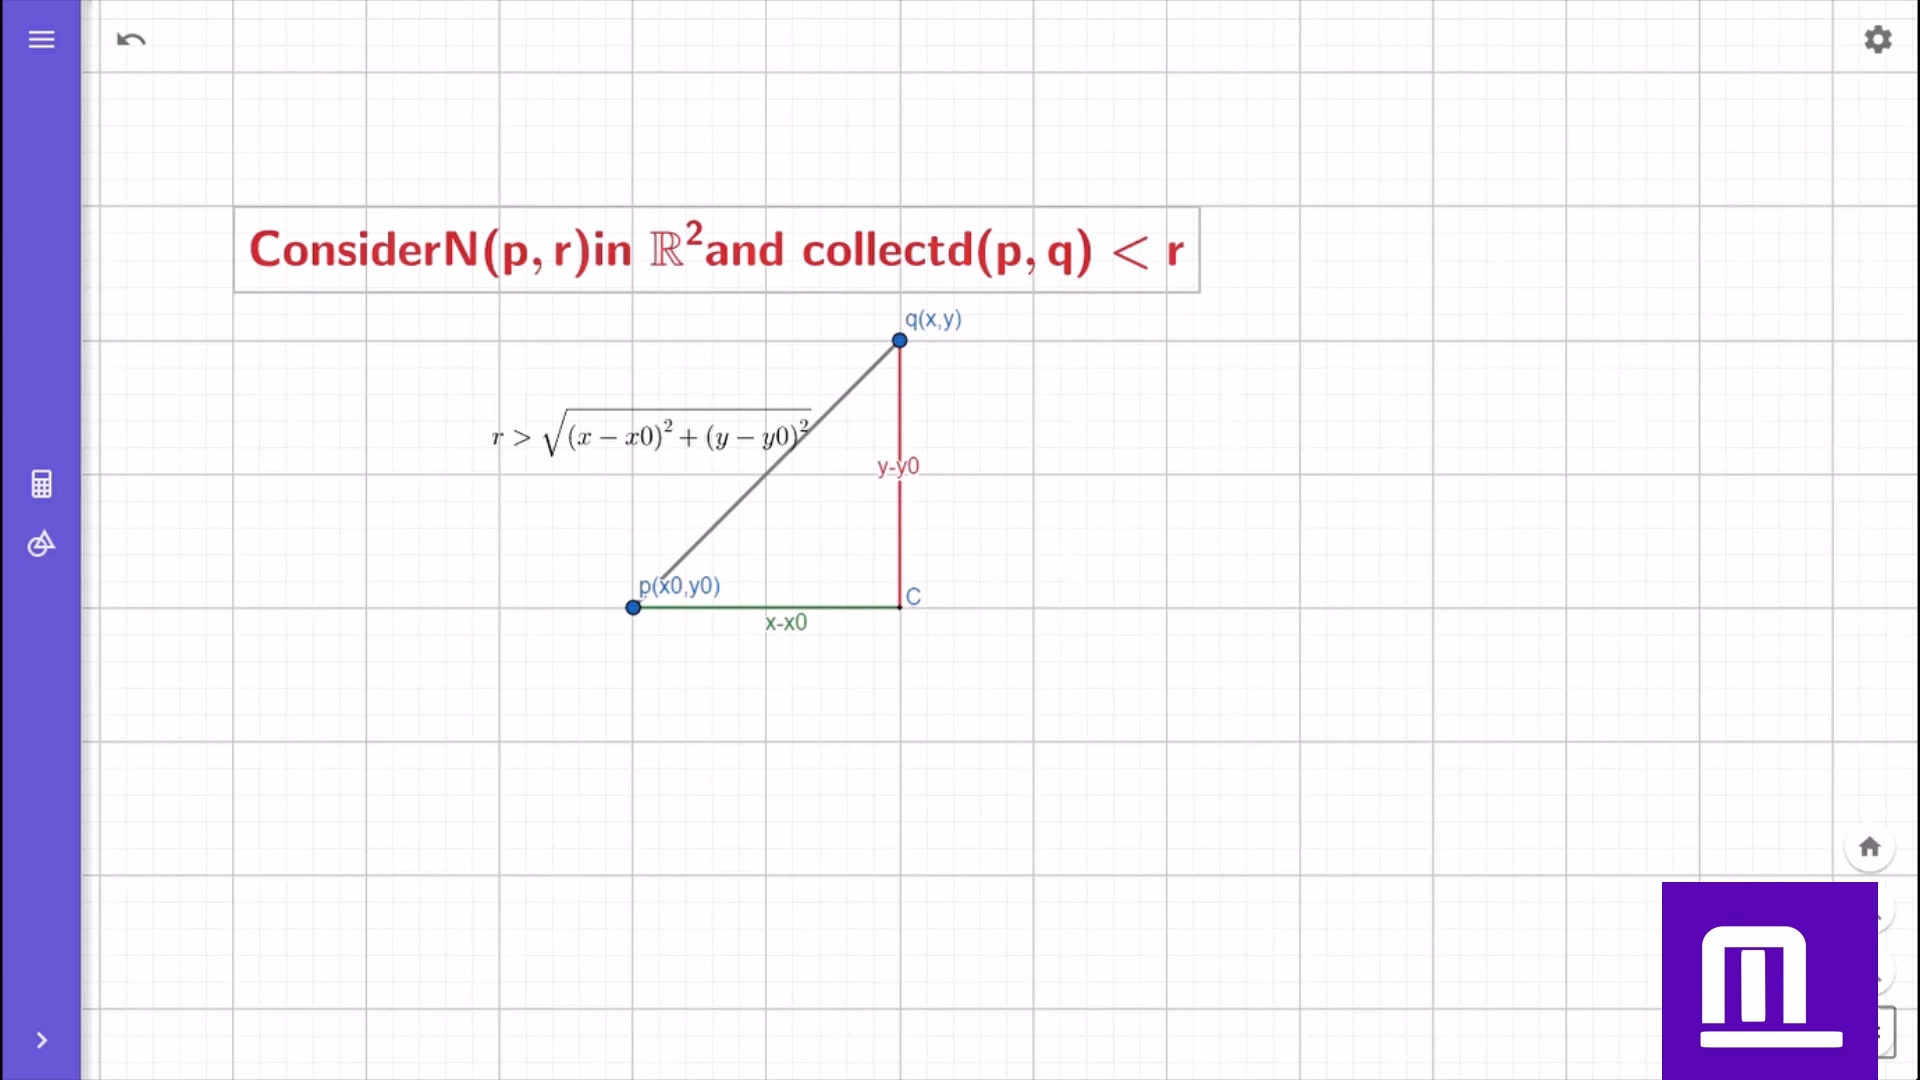 ConsiderN(p, r)in ℝ²and collectd(p, q) < r
q(x,y)
r > √((x − x0)² + (y − y0)²)
y-y0
p(x0,y0)
C
x-x0